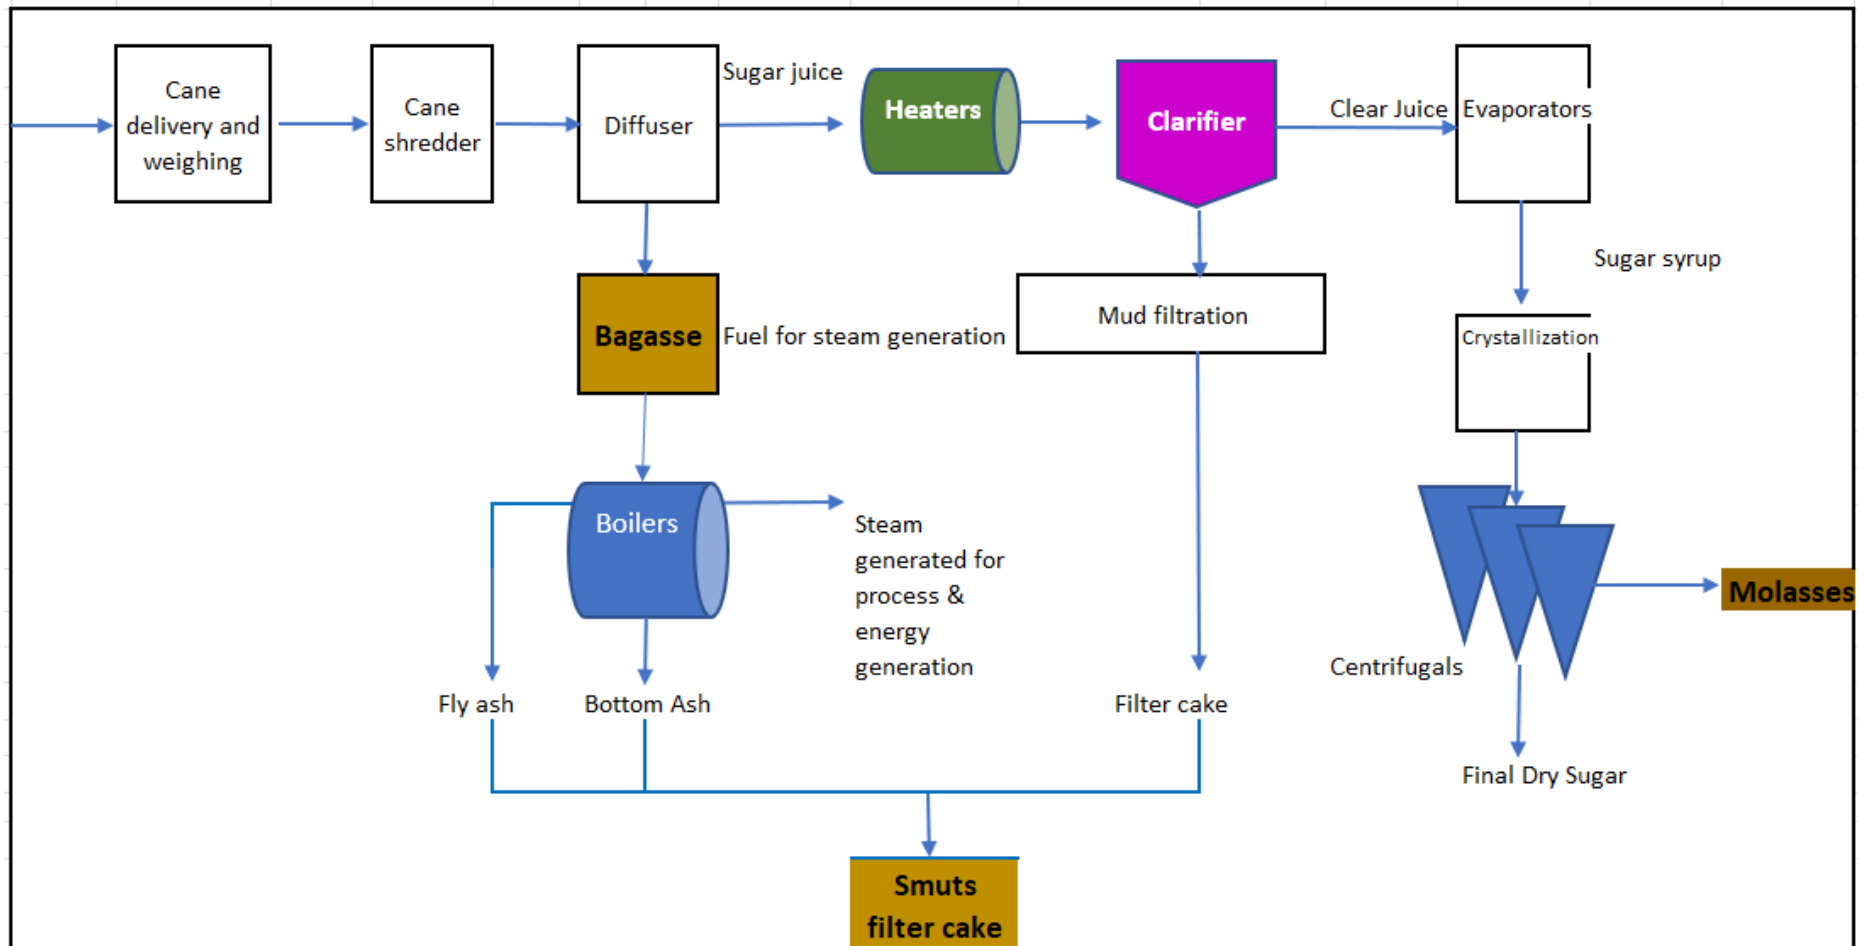 Cane
delivery and
weighing
Cane
shredder
Diffuser
Sugar juice
Heaters
Clarifier
Clear Juice
Evaporators
Sugar syrup
Bagasse
Fuel for steam generation
Mud filtration
Crystallization
Boilers
Steam
generated for
process &
energy
generation
Molasses
Centrifugals
Fly ash
Bottom Ash
Filter cake
Final Dry Sugar
Smuts
filter cake